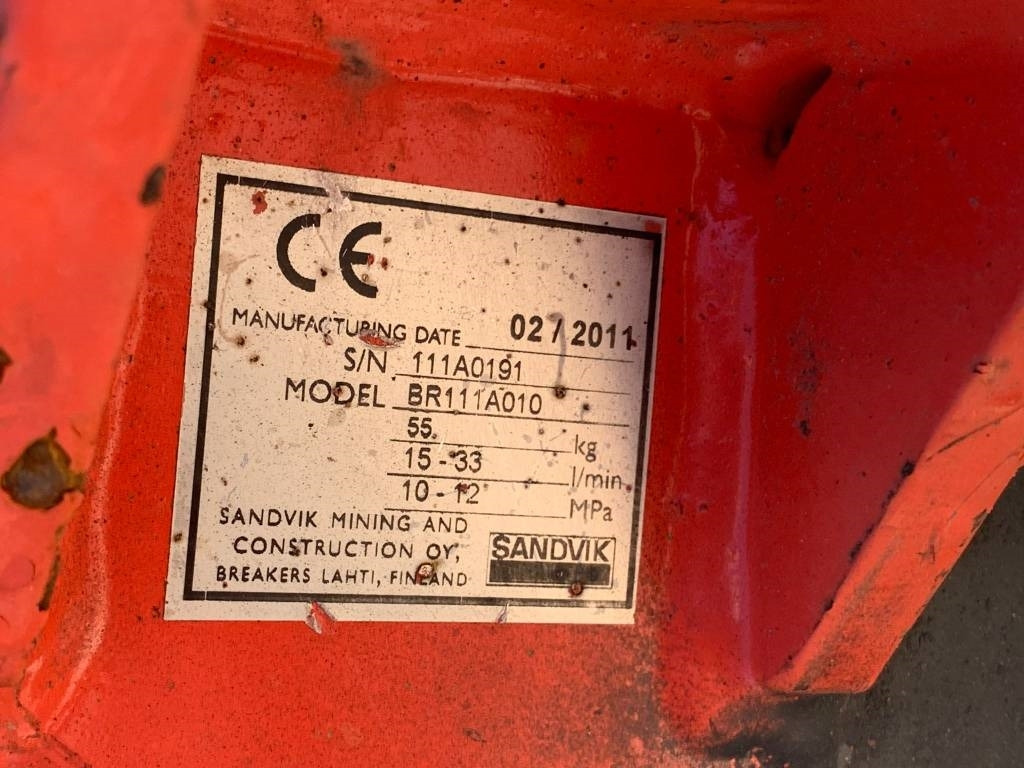 CE
MANUFACTURING DATE 02 / 2011
S/N 111A0191
MODEL BR111A010
55 kg
15 - 33 l/min
10 - 12 MPa
SANDVIK MINING AND
CONSTRUCTION OY,
BREAKERS LAHTI, FINLAND
SANDVIK